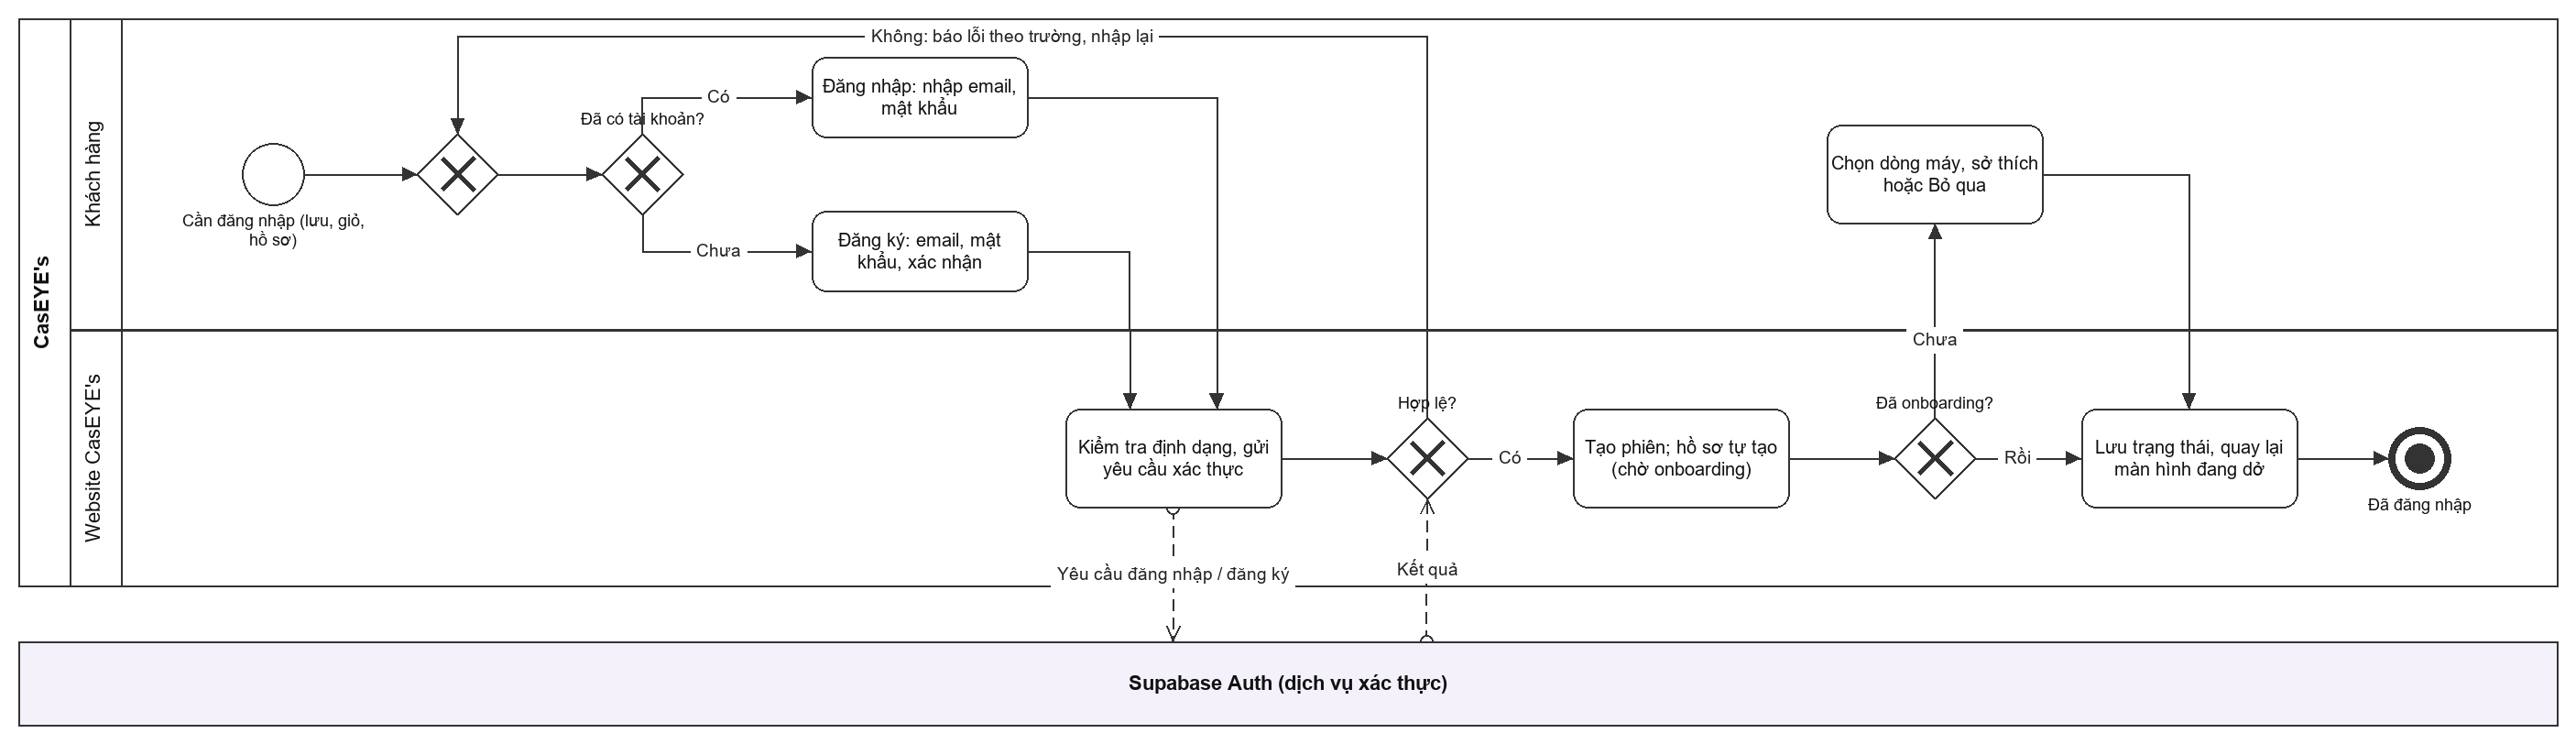 CasEYE's
Khách hàng
Website CasEYE's
Không: báo lỗi theo trường, nhập lại
Cần đăng nhập (lưu, giỏ,
hồ sơ)
Đã có tài khoản?
Có
Chưa
Đăng nhập: nhập email,
mật khẩu
Đăng ký: email, mật
khẩu, xác nhận
Chọn dòng máy, sở thích
hoặc Bỏ qua
Chưa
Kiểm tra định dạng, gửi
yêu cầu xác thực
Hợp lệ?
Có
Tạo phiên; hồ sơ tự tạo
(chờ onboarding)
Đã onboarding?
Rồi
Lưu trạng thái, quay lại
màn hình đang dở
Đã đăng nhập
Yêu cầu đăng nhập / đăng ký
Kết quả
Supabase Auth (dịch vụ xác thực)